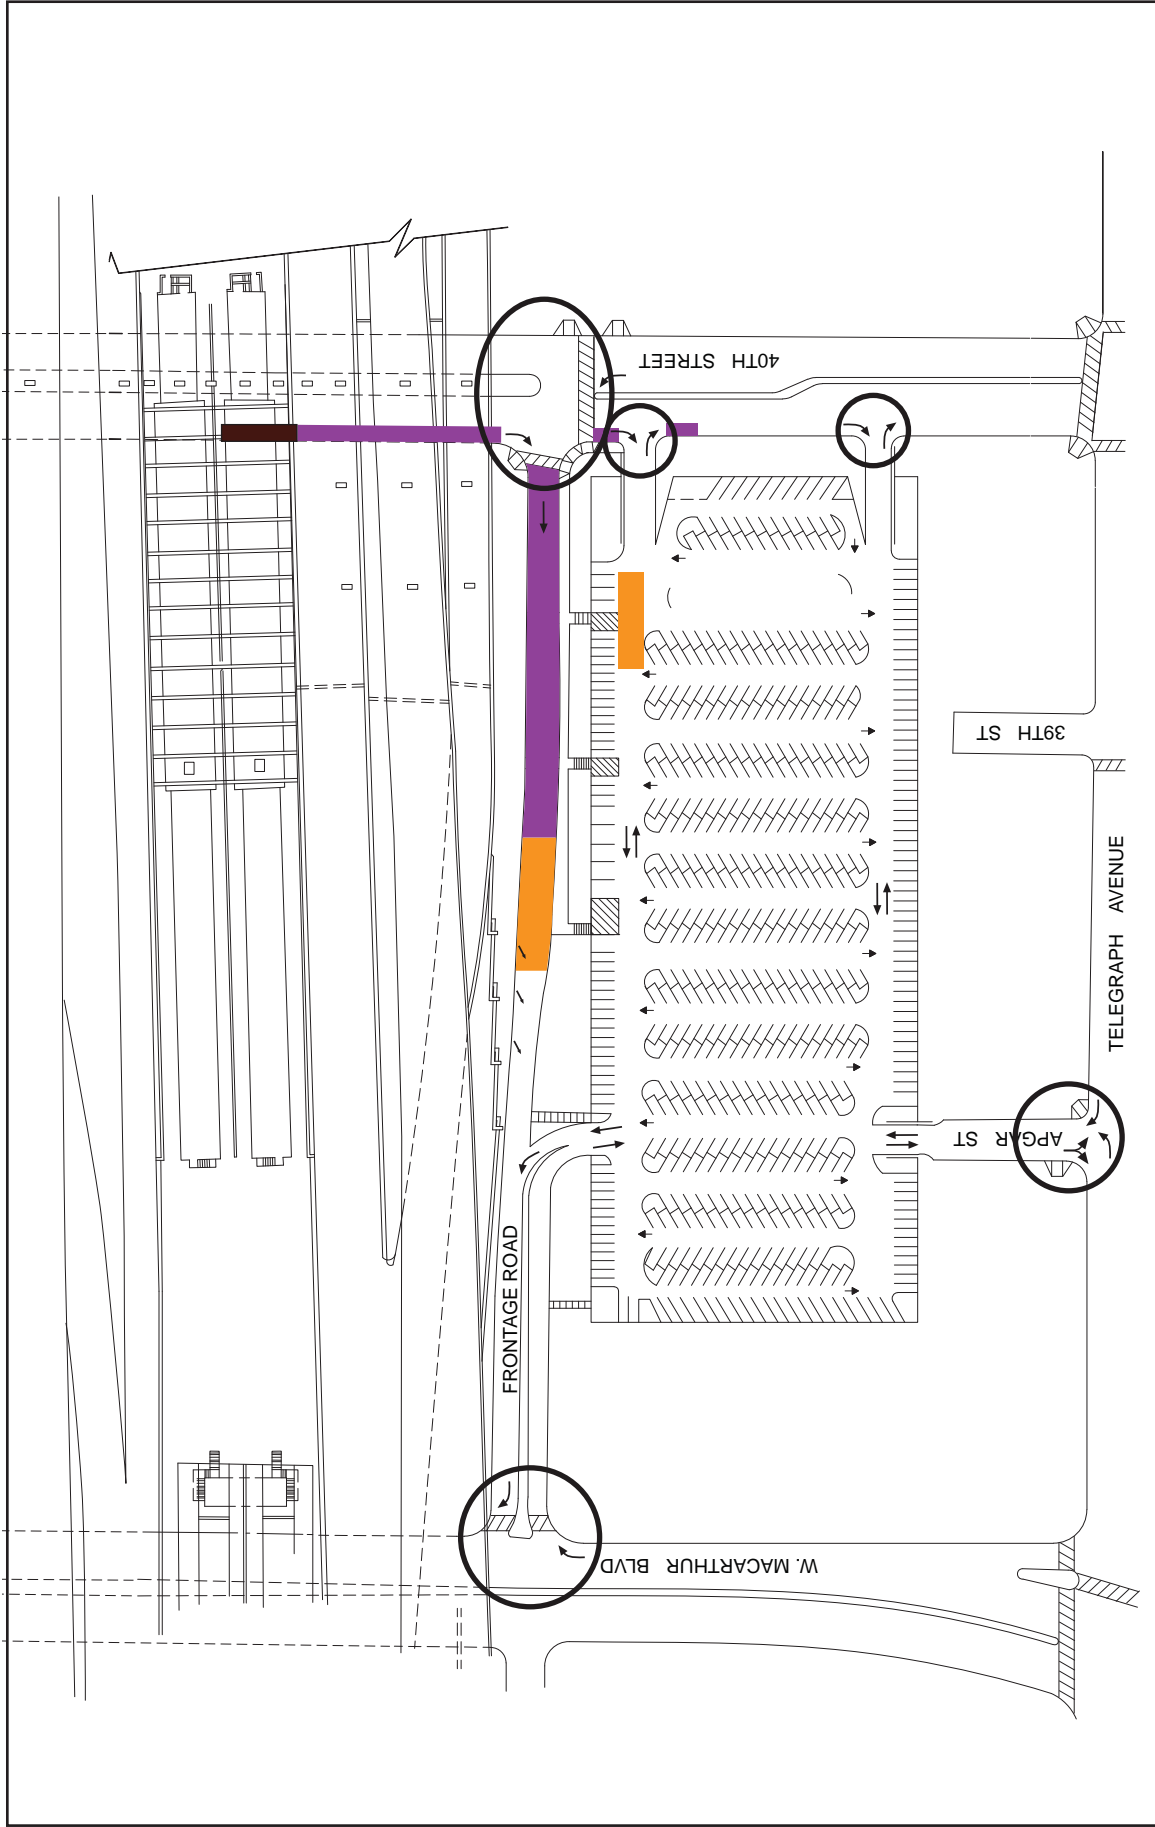 40TH STREET
39TH ST
TELEGRAPH AVENUE
APGAR ST
FRONTAGE ROAD
W. MACARTHUR BLVD